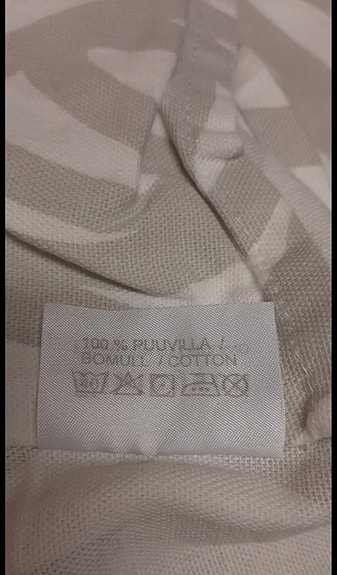 100 % PUUVILLA /
BOMULL / COTTON